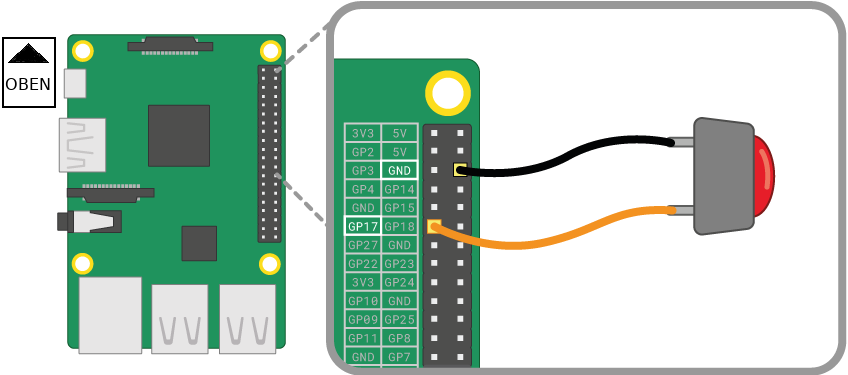 OBEN
3V3 5V
GP2 5V
GP3 GND
GP4 GP14
GND GP15
GP17 GP18
GP27 GND
GP22 GP23
3V3 GP24
GP10 GND
GP09 GP25
GP11 GP8
GND GP7